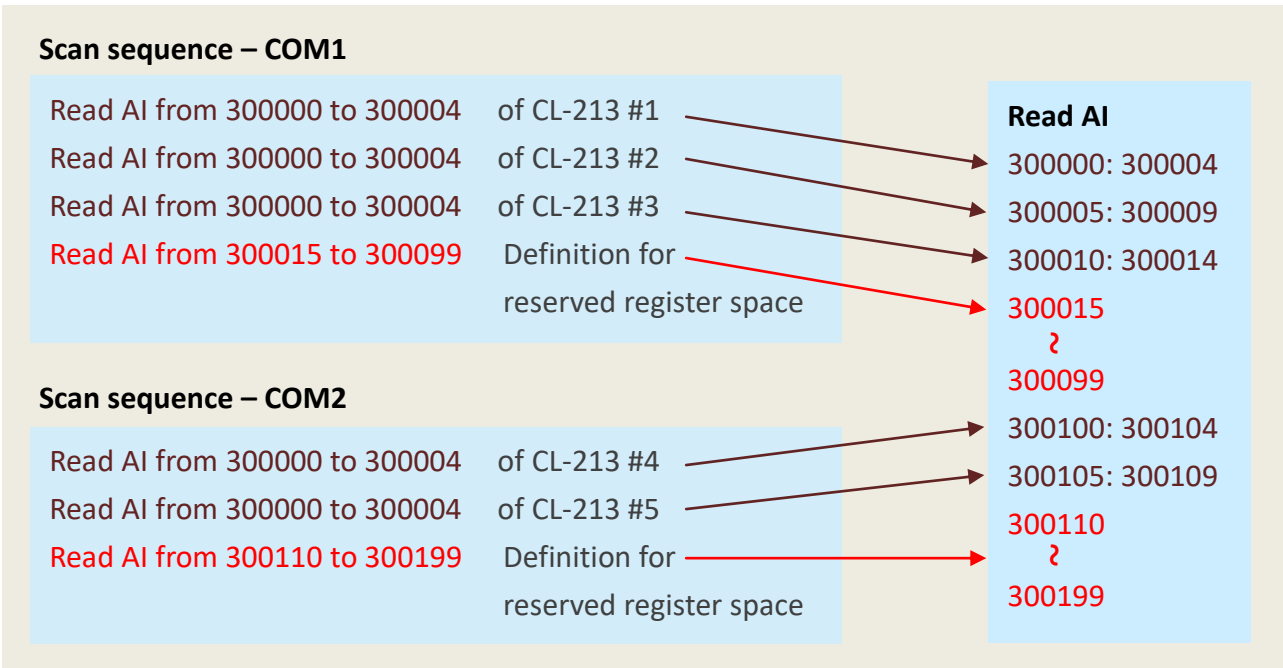 Scan sequence – COM1
Read AI from 300000 to 300004 of CL-213 #1
Read AI from 300000 to 300004 of CL-213 #2
Read AI from 300000 to 300004 of CL-213 #3
Read AI from 300015 to 300099 Definition for
reserved register space
Scan sequence – COM2
Read AI from 300000 to 300004 of CL-213 #4
Read AI from 300000 to 300004 of CL-213 #5
Read AI from 300110 to 300199 Definition for
reserved register space
Read AI
300000: 300004
300005: 300009
300010: 300014
300015
~
300099
300100: 300104
300105: 300109
300110
~
300199